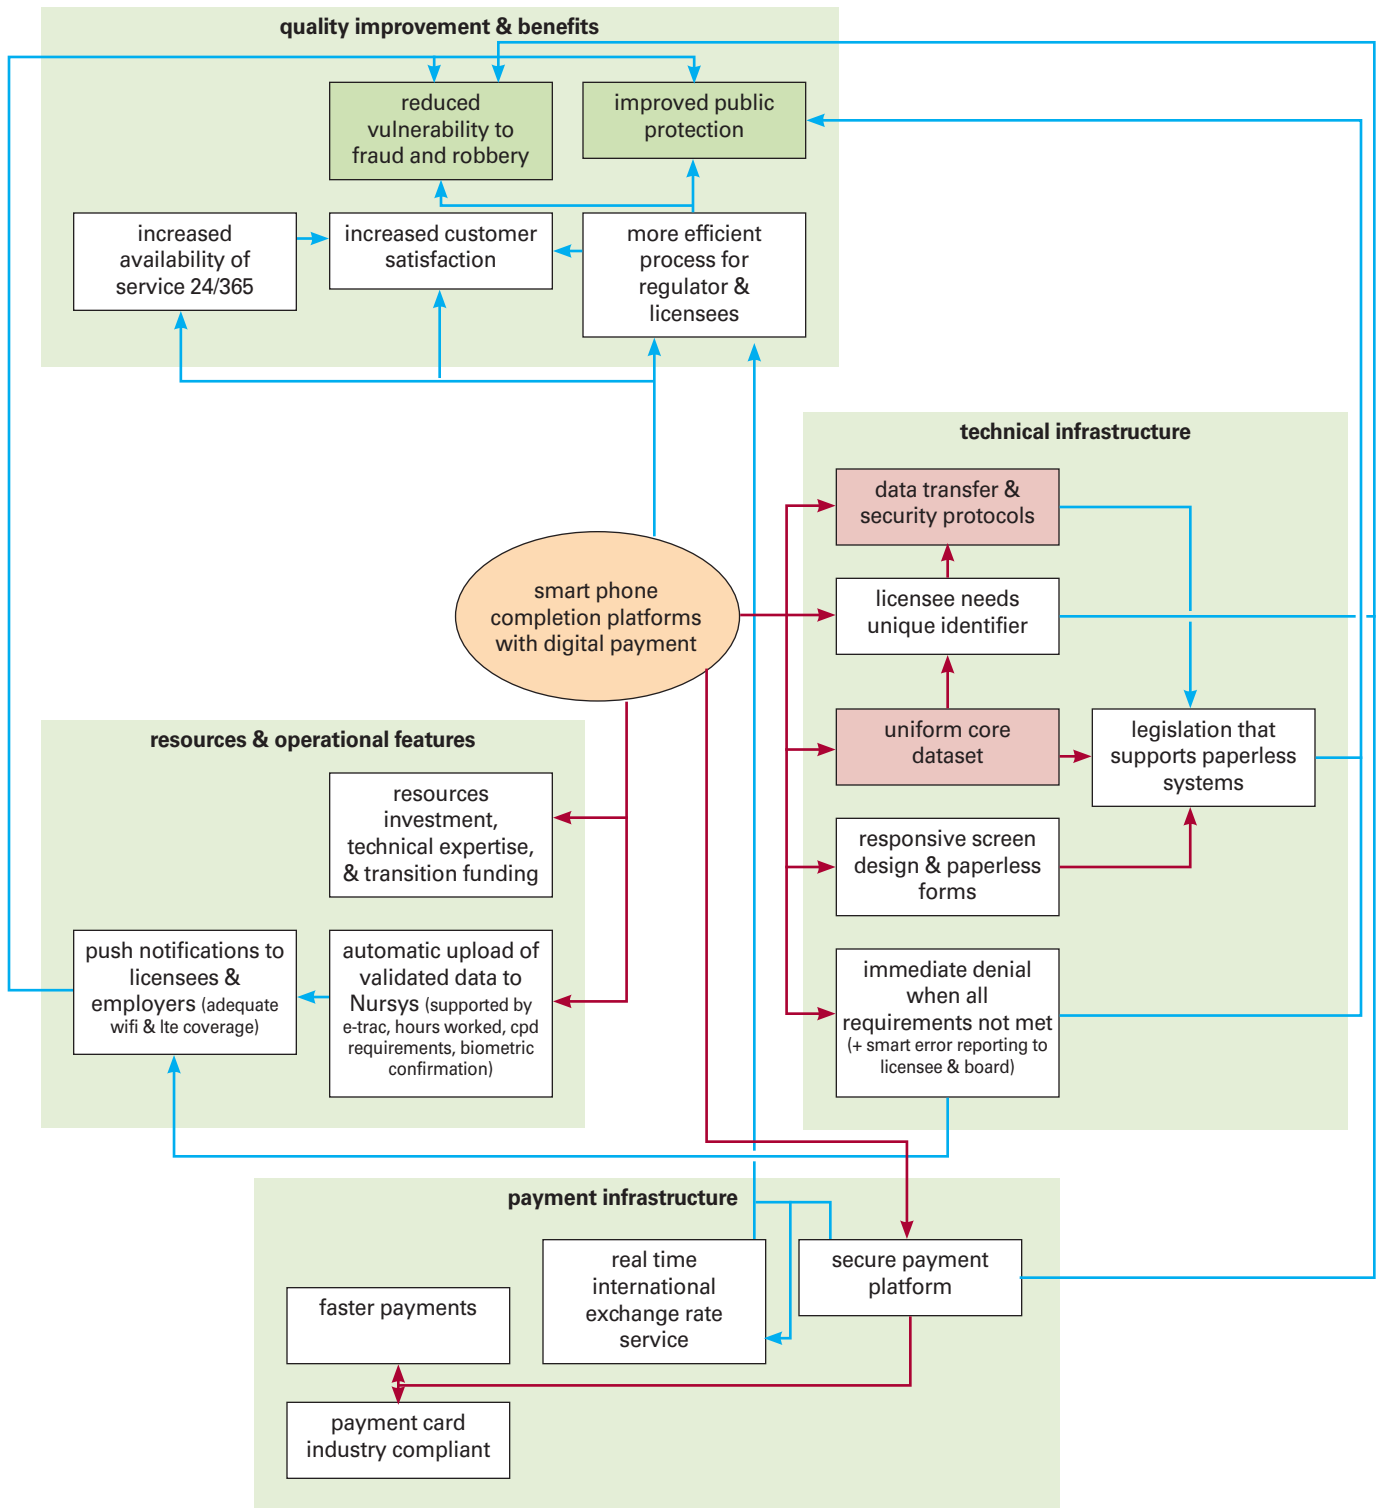 quality improvement & benefits
reduced
vulnerability to
fraud and robbery
improved public
protection
increased
availability of
service 24/365
increased customer
satisfaction
more efficient
process for
regulator &
licensees
technical infrastructure
data transfer &
security protocols
licensee needs
unique identifier
uniform core
dataset
legislation that
supports paperless
systems
responsive screen
design & paperless
forms
immediate denial
when all
requirements not met
(+ smart error reporting to
licensee & board)
smart phone
completion platforms
with digital payment
resources & operational features
resources
investment,
technical expertise,
& transition funding
push notifications to
licensees &
employers (adequate
wifi & lte coverage)
automatic upload of
validated data to
Nursys (supported by
e-trac, hours worked, cpd
requirements, biometric
confirmation)
payment infrastructure
real time
international
exchange rate
service
secure payment
platform
faster payments
payment card
industry compliant